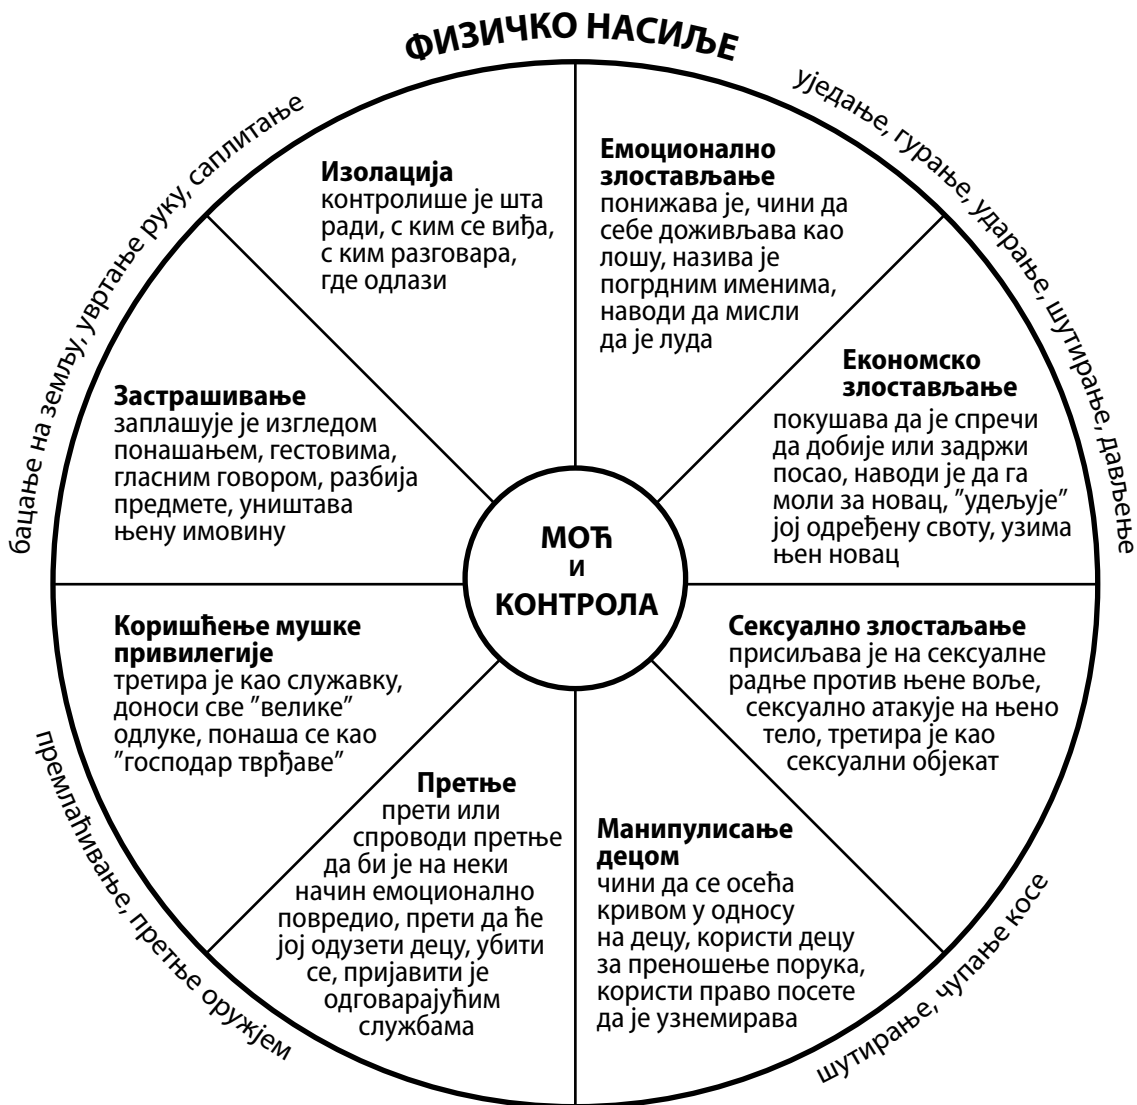 ФИЗИЧКО НАСИЉЕ
уједање, гурање, ударање, шутирање, дављење
бацање на земљу, увртање руку, саплитање
Изолација
контролише је шта
ради, с ким се виђа,
с ким разговара,
где одлази
Емоционално
злостављање
понижава је, чини да
себе доживљава као
лошу, назива је
погрдним именима,
наводи да мисли
да је луда
Економско
злостављање
покушава да је спречи
да добије или задржи
посао, наводи је да га
моли за новац, ”удељује”
јој одређену своту, узима
њен новац
Застрашивање
заплашује је изгледом
понашањем, гестовима,
гласним говором, разбија
предмете, уништава
њену имовину
МОЋ
И
КОНТРОЛА
Коришћење мушке
привилегије
третира је као служавку,
доноси све ”велике”
одлуке, понаша се као
”господар тврђаве”
Сексуално злостаљање
присиљава је на сексуалне
радње против њене воље,
сексуално атакује на њено
тело, третира је као
сексуални објекат
Претње
прети или
спроводи претње
да би је на неки
начин емоционално
повредио, прети да ће
јој одузети децу, убити
се, пријавити је
одговарајућим
службама
Манипулисање
децом
чини да се осећа
кривом у односу
на децу, користи децу
за преношење порука,
користи право посете
да је узнемирава
премлаћивање, претње оружјем
шутирање, чупање косе